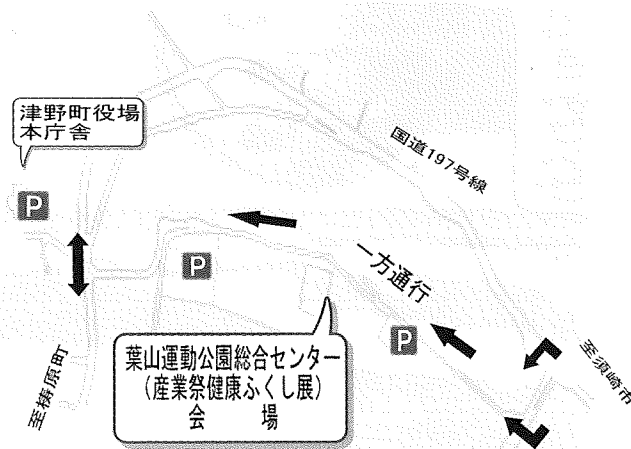 津野町役場
本庁舎
国道197号線
P
P
一方通行
P
葉山運動公園総合センター
(産業祭健康ふくし展)
会　場
至梼原町
至須崎市